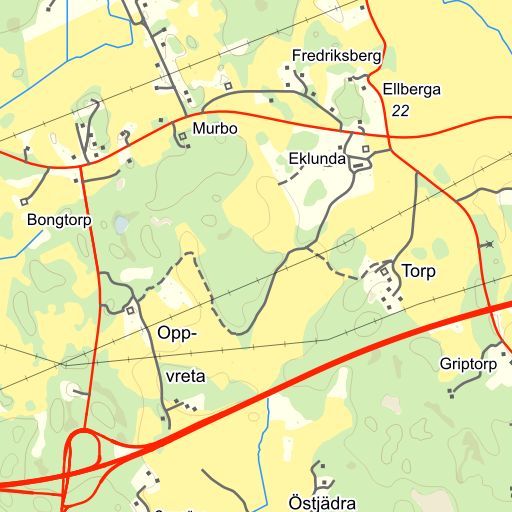 Fredriksberg
Ellberga
22
Murbo
Eklunda
Bongtorp
Torp
Opp-
vreta
Griptorp
Östjädra